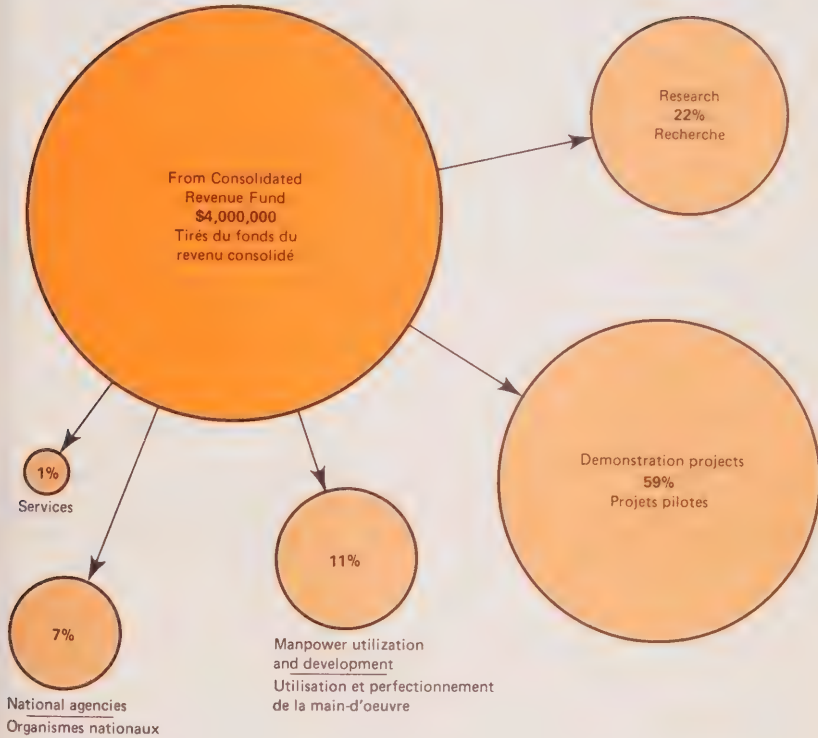 From Consolidated
Revenue Fund
$4,000,000
Tirés du fonds du
revenu consolidé
Research
22%
Recherche
Demonstration projects
59%
Projets pilotes
1%
Services
7%
National agencies
Organismes nationaux
11%
Manpower utilization
and development
Utilisation et perfectionnement
de la main-d'oeuvre